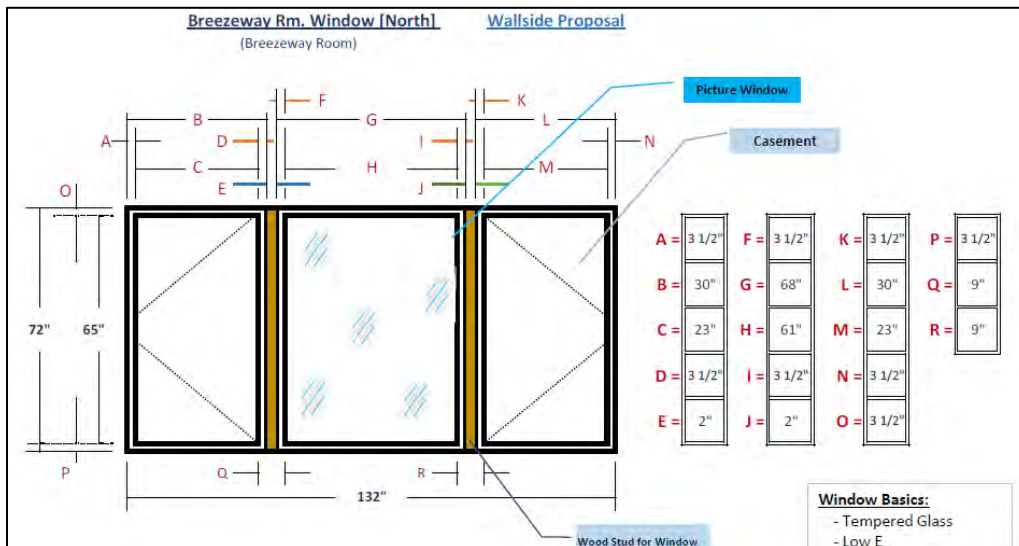 Breezeway Rm. Window [North] Wallside Proposal
(Breezeway Room)
Picture Window
F K
B G L
A D I N
Casement
C H M
E J
O
A = 3 1/2" F = 3 1/2" K = 3 1/2" P = 3 1/2"
B = 30" G = 68" L = 30" Q = 9"
72" 65" C = 23" H = 61" M = 23" R = 9"
D = 3 1/2" I = 3 1/2" N = 3 1/2"
E = 2" J = 2" O = 3 1/2"
P Q R
132"
Window Basics:
- Tempered Glass
- Low E
Wood Stud for Window